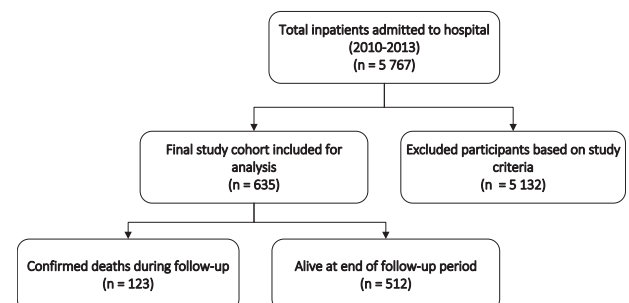 Total inpatients admitted to hospital
(2010-2013)
(n = 5 767)
Final study cohort included for
analysis
(n = 635)
Excluded participants based on study
criteria
(n = 5 132)
Confirmed deaths during follow-up
(n = 123)
Alive at end of follow-up period
(n = 512)